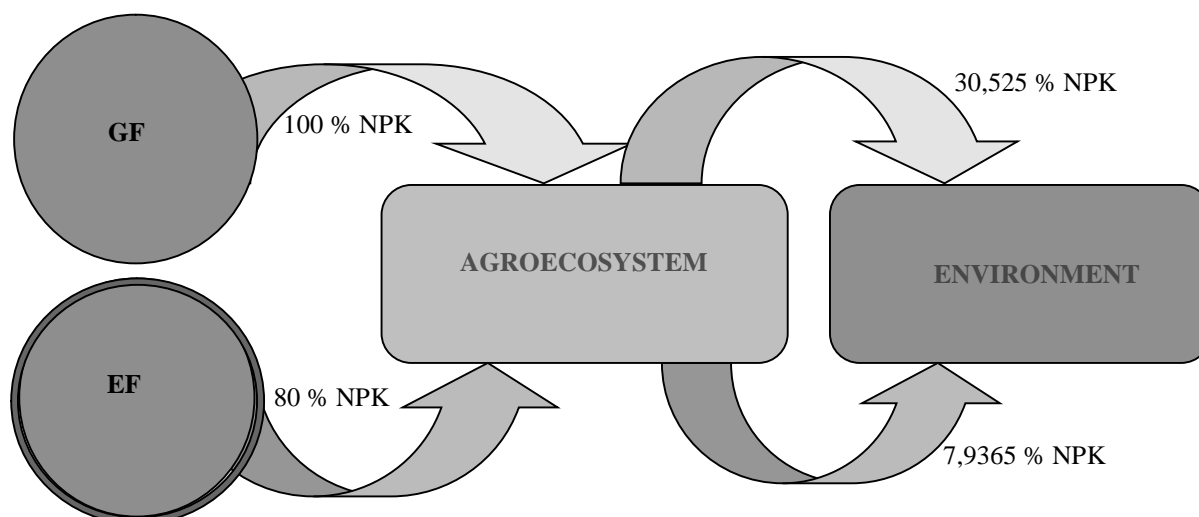 GF
100 % NPK
30,525 % NPK
AGROECOSYSTEM
ENVIRONMENT
EF
80 % NPK
7,9365 % NPK